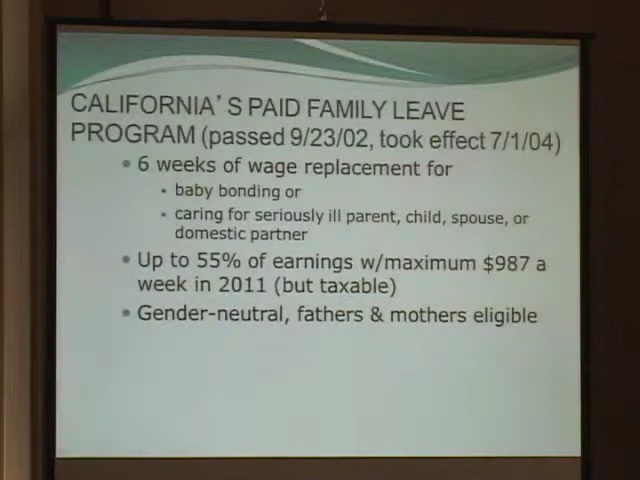 CALIFORNIA'S PAID FAMILY LEAVE
PROGRAM (passed 9/23/02, took effect 7/1/04)
• 6 weeks of wage replacement for
• baby bonding or
• caring for seriously ill parent, child, spouse, or
domestic partner
• Up to 55% of earnings w/maximum $987 a
week in 2011 (but taxable)
• Gender-neutral, fathers & mothers eligible